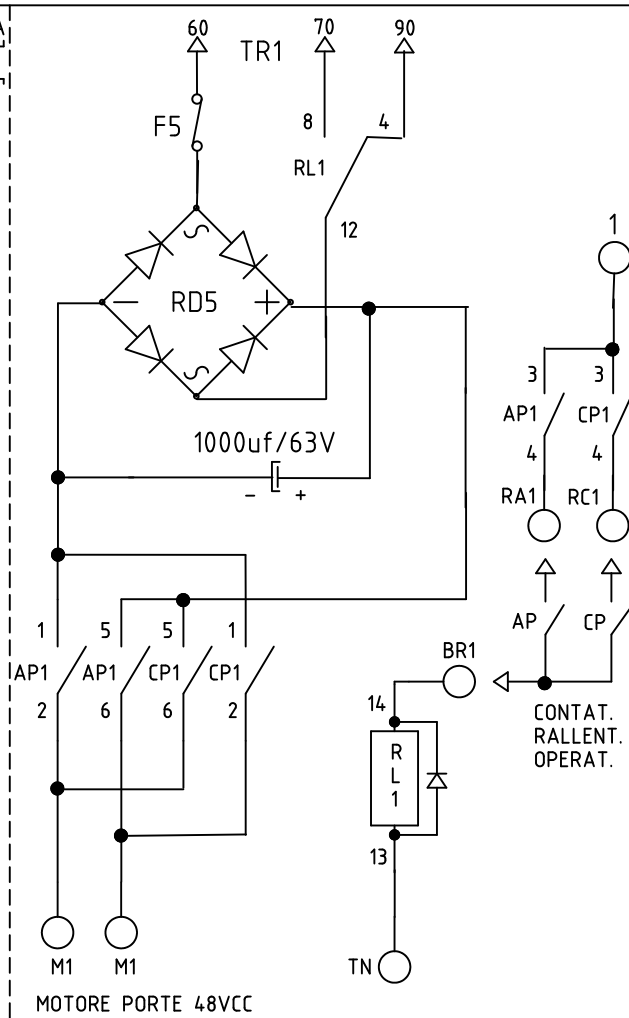 60
70
90
TR1
F5
8
4
RL1
12
1
RD5
3
3
AP1
CP1
4
4
1000uf/63V
- +
RA1
RC1
1
5
5
1
AP
CP
AP1
AP1
CP1
CP1
BR1
2
6
6
2
14
CONTAT.
RALLENT.
OPERAT.
R
L
1
13
M1
M1
TN
MOTORE PORTE 48VCC